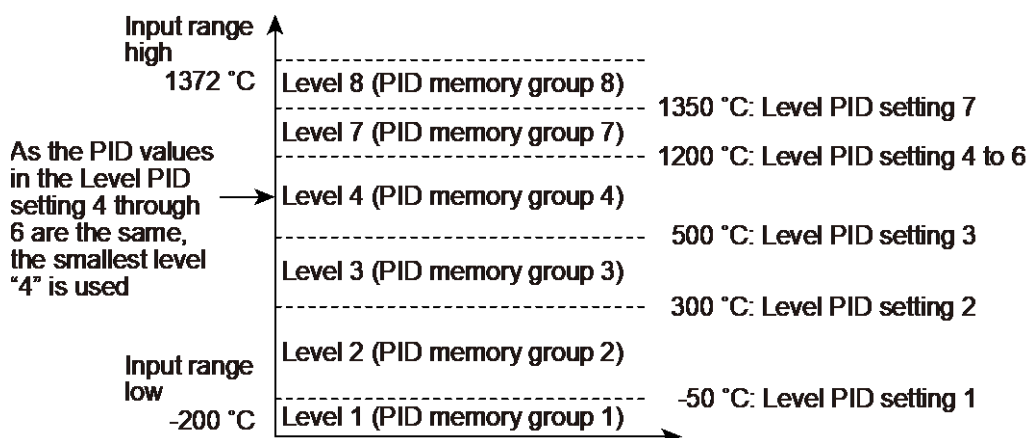 Input range
high
1372 °C
Level 8 (PID memory group 8)
1350 °C: Level PID setting 7
Level 7 (PID memory group 7)
1200 °C: Level PID setting 4 to 6
As the PID values
in the Level PID
setting 4 through
6 are the same,
the smallest level
“4” is used
Level 4 (PID memory group 4)
500 °C: Level PID setting 3
Level 3 (PID memory group 3)
300 °C: Level PID setting 2
Level 2 (PID memory group 2)
Input range
low
-200 °C
-50 °C: Level PID setting 1
Level 1 (PID memory group 1)